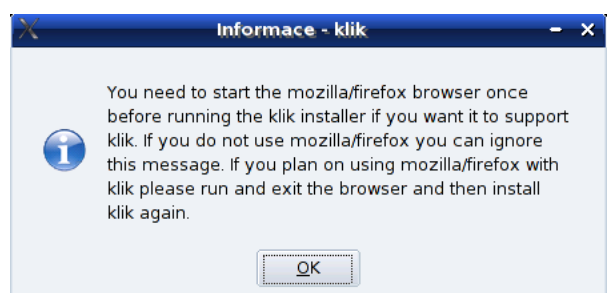 Informace - klik
You need to start the mozilla/firefox browser once
before running the klik installer if you want it to support
klik. If you do not use mozilla/firefox you can ignore
this message. If you plan on using mozilla/firefox with
klik please run and exit the browser and then install
klik again.
OK